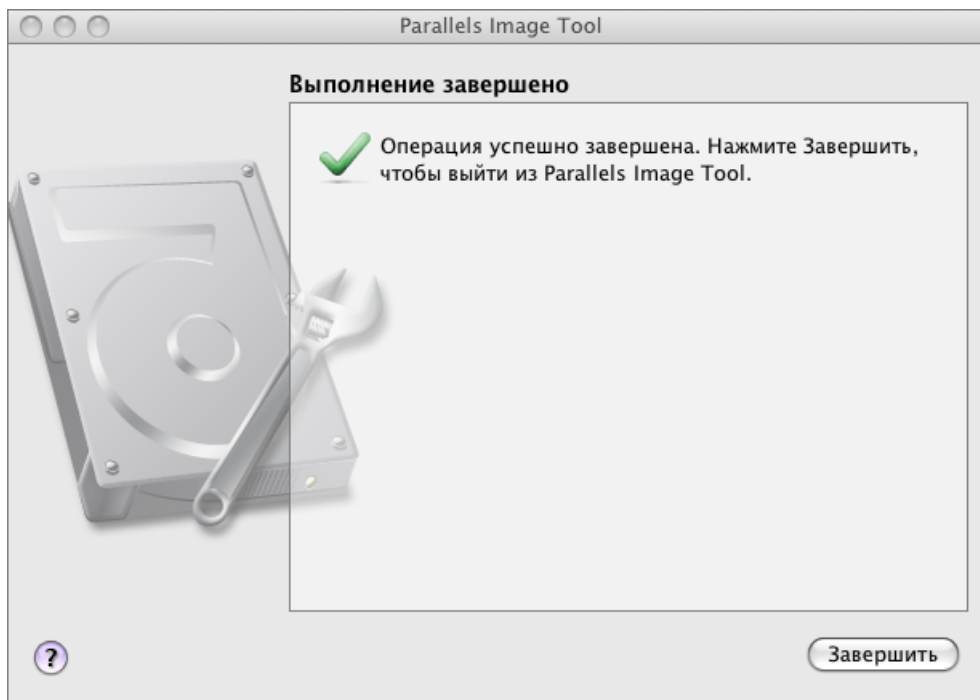 Parallels Image Tool
Выполнение завершено
Операция успешно завершена. Нажмите Завершить,
чтобы выйти из Parallels Image Tool.
?
Завершить